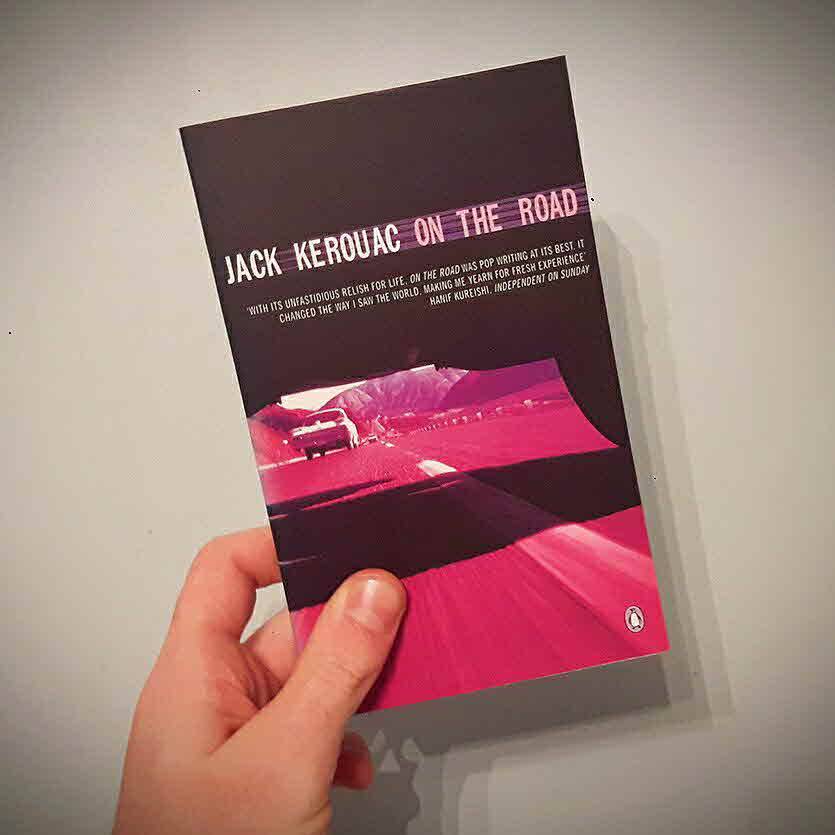 JACK KEROUAC ON THE ROAD
'WITH ITS UNFASTIDIOUS RELISH FOR LIFE, ON THE ROAD WAS POP WRITING AT ITS BEST. IT
CHANGED THE WAY I SAW THE WORLD, MAKING ME YEARN FOR FRESH EXPERIENCE'
HANIF KUREISHI, INDEPENDENT ON SUNDAY